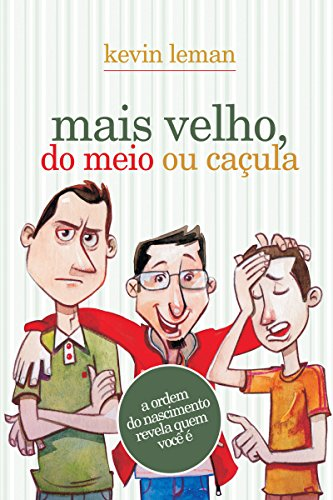 kevin leman
mais velho,
do meio ou caçula
a ordem
do nascimento
revela quem
você é